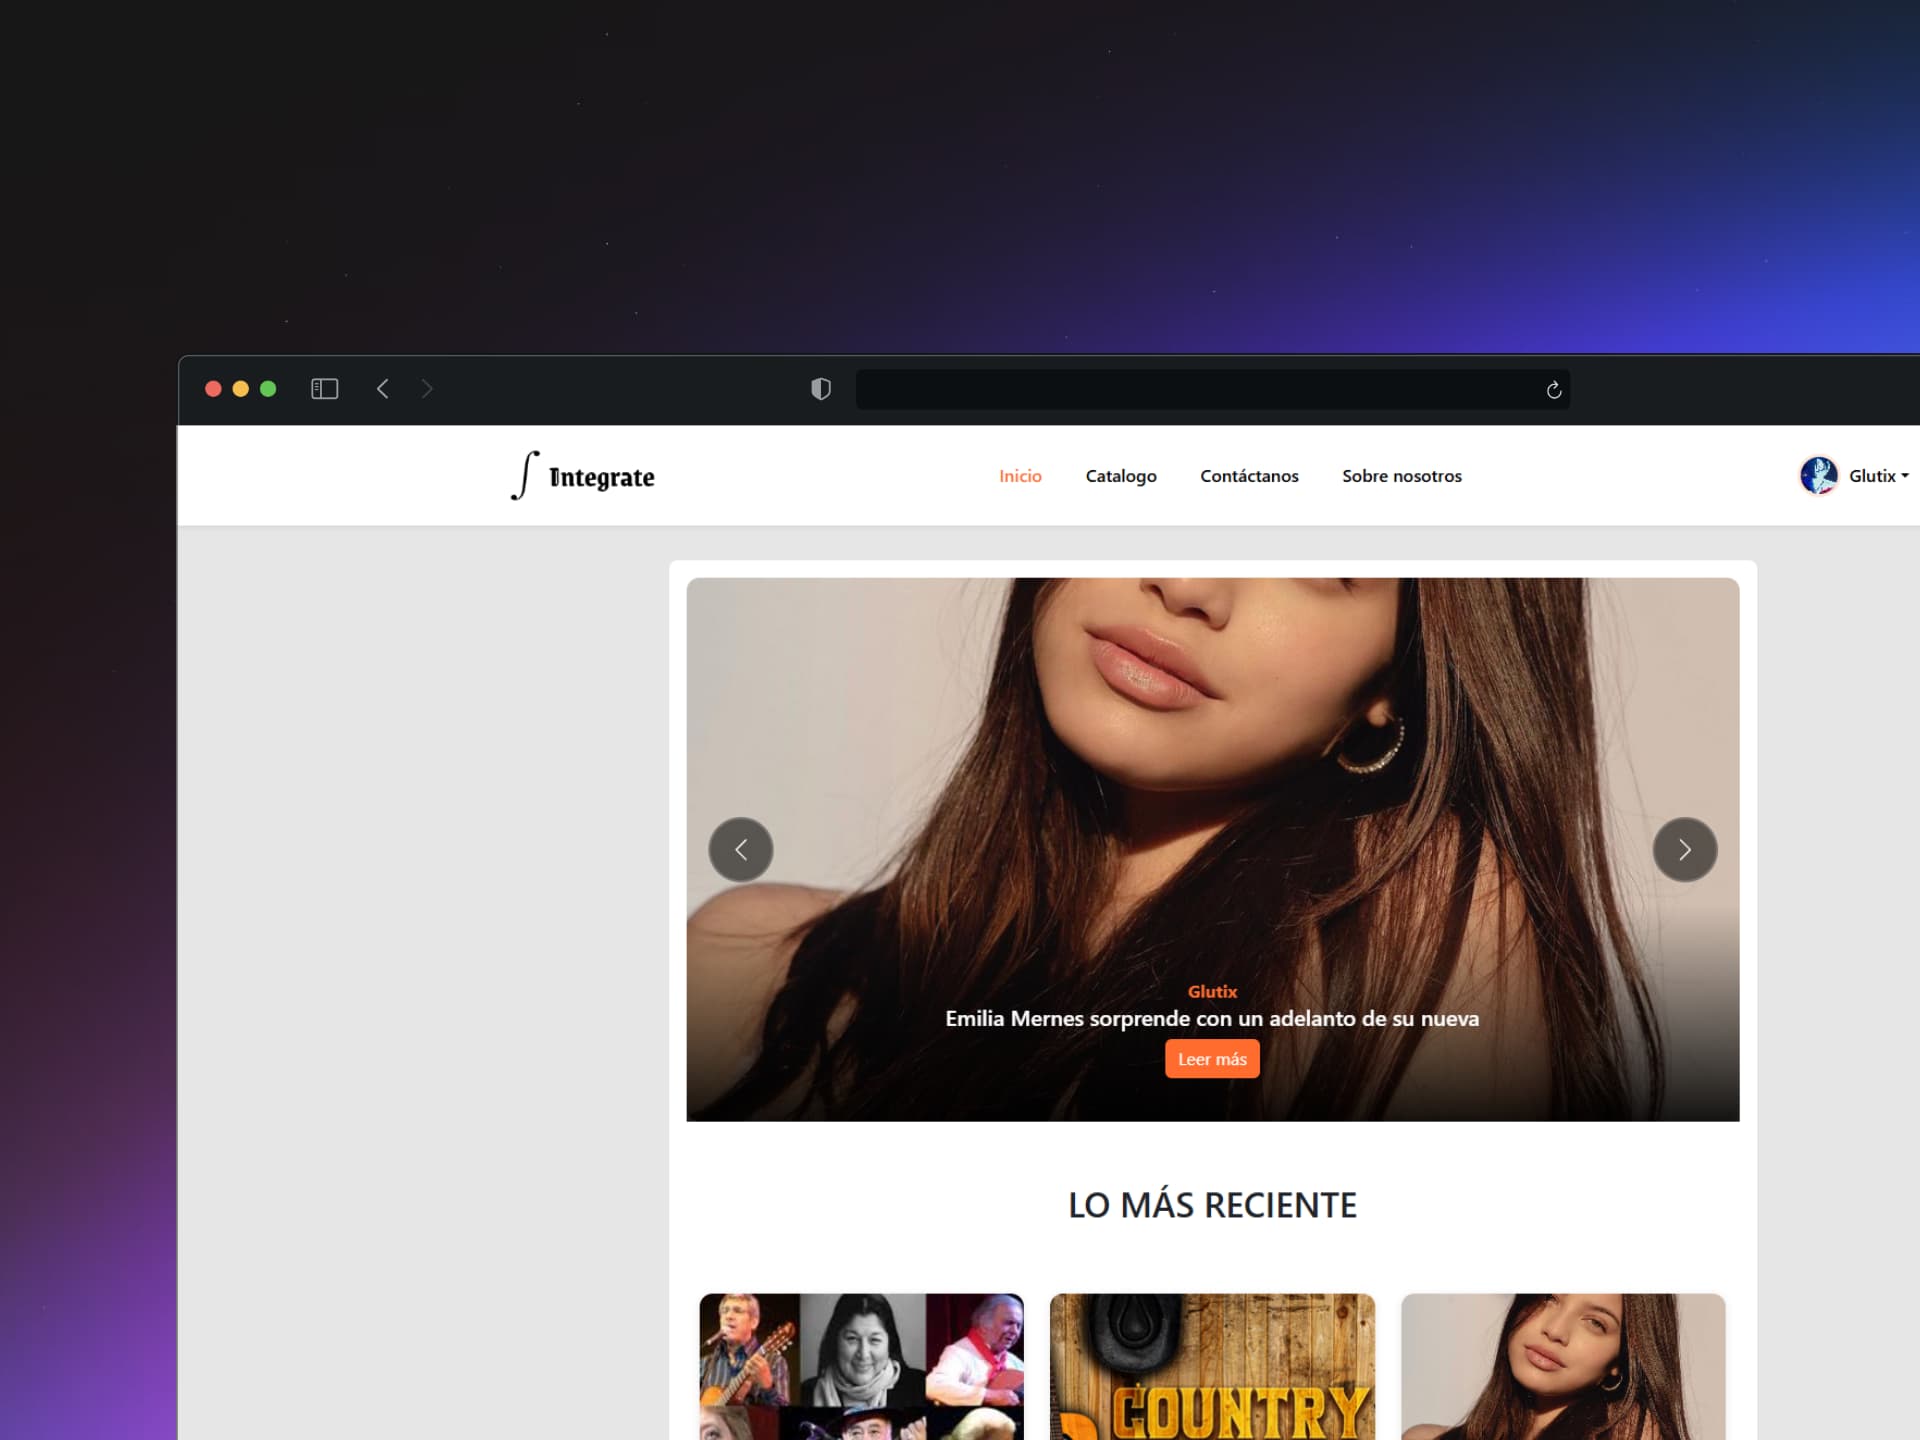 Integrate
Inicio Catalogo Contáctanos Sobre nosotros
Glutix
Glutix
Emilia Mernes sorprende con un adelanto de su nueva
Leer más
LO MÁS RECIENTE
COUNTRY